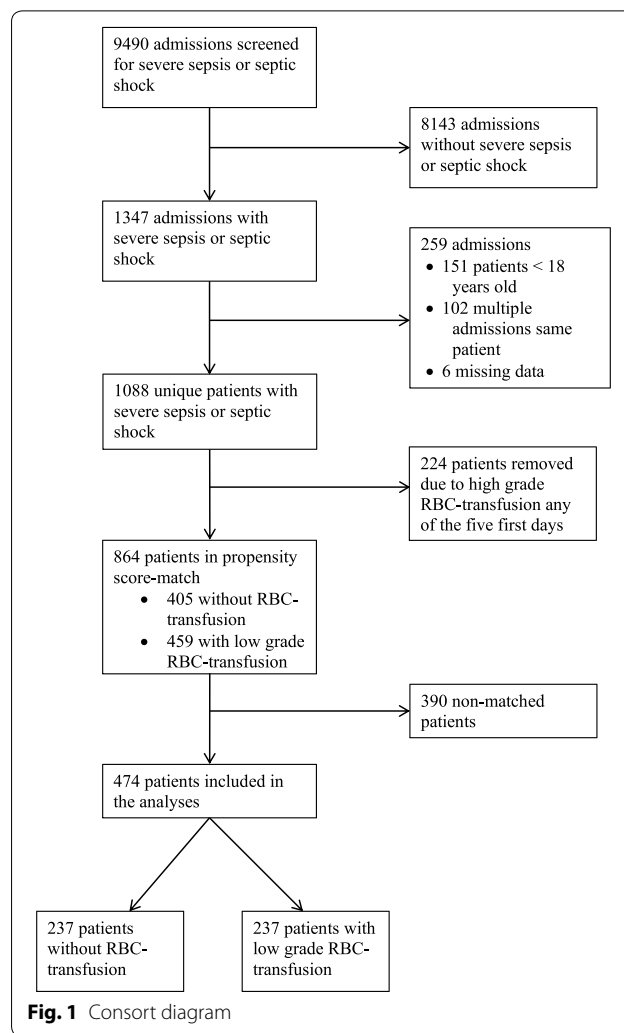 9490 admissions screened
for severe sepsis or septic
shock
8143 admissions
without severe sepsis
or septic shock
1347 admissions with
severe sepsis or septic
shock
259 admissions
• 151 patients < 18
years old
• 102 multiple
admissions same
patient
• 6 missing data
1088 unique patients with
severe sepsis or septic
shock
224 patients removed
due to high grade
RBC-transfusion any
of the five first days
864 patients in propensity
score-match
• 405 without RBC-
transfusion
• 459 with low grade
RBC-transfusion
390 non-matched
patients
474 patients included in
the analyses
237 patients
without RBC-
transfusion
237 patients with
low grade RBC-
transfusion
Fig. 1 Consort diagram